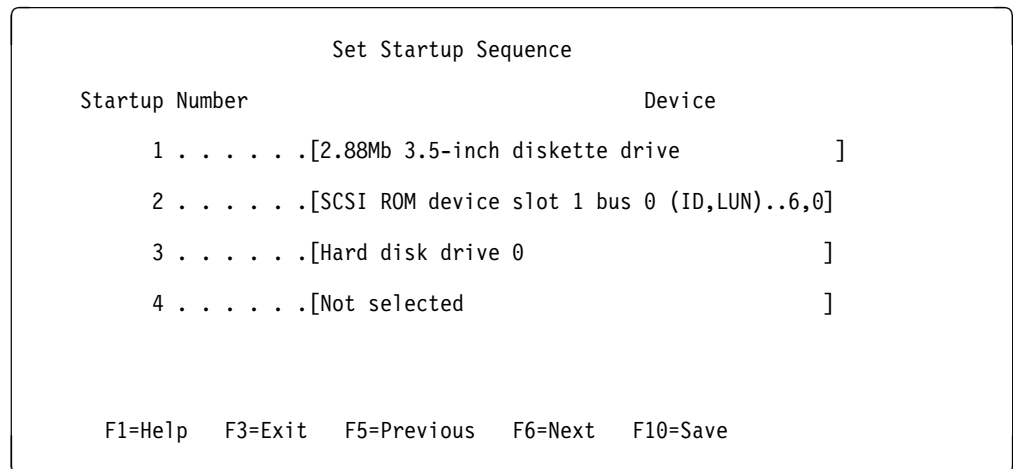 Set Startup Sequence
Startup Number Device
1 . . . . . .[2.88Mb 3.5-inch diskette drive ]
2 . . . . . .[SCSI ROM device slot 1 bus 0 (ID,LUN)..6,0]
3 . . . . . .[Hard disk drive 0 ]
4 . . . . . .[Not selected ]
F1=Help F3=Exit F5=Previous F6=Next F10=Save